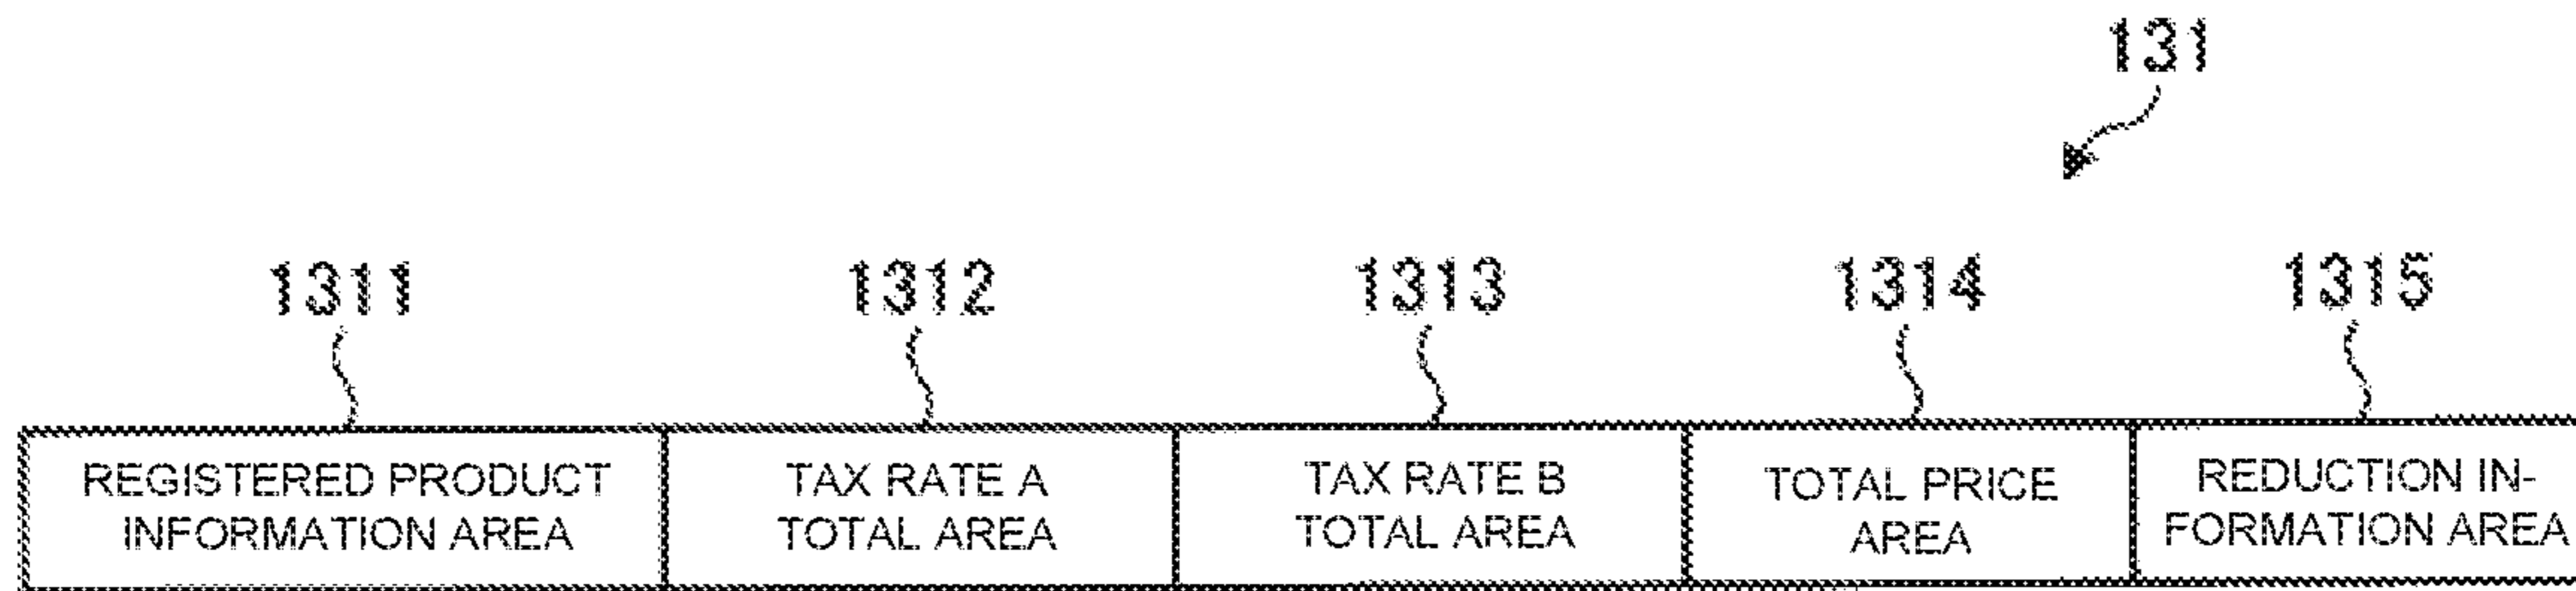 131
1311
1312
1313
1314
1315
REGISTERED PRODUCT
INFORMATION AREA
TAX RATE A
TOTAL AREA
TAX RATE B
TOTAL AREA
TOTAL PRICE
AREA
REDUCTION IN-
FORMATION AREA